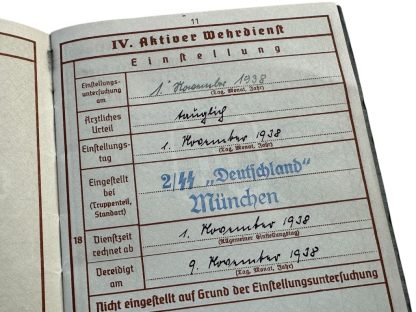 11
IV. Aktiver Wehrdienst
Einstellung
Einstellungs-
untersuchung
am
1. November 1938
(Tag, Monat, Jahr)
Ärztliches
Urteil
tauglich
Einstellungs-
tag
1. November 1938
(Tag, Monat, Jahr)
Eingestellt
bei
(Truppenteil,
Standort)
2/SS „Deutschland"
München
18
Dienstzeit
rechnet ab
1. November 1938
(Allgemeiner Einstellungstag)
Vereidigt
am
9. November 1938
(Tag, Monat, Jahr)
Nicht eingestellt auf Grund der Einstellungsuntersuchung